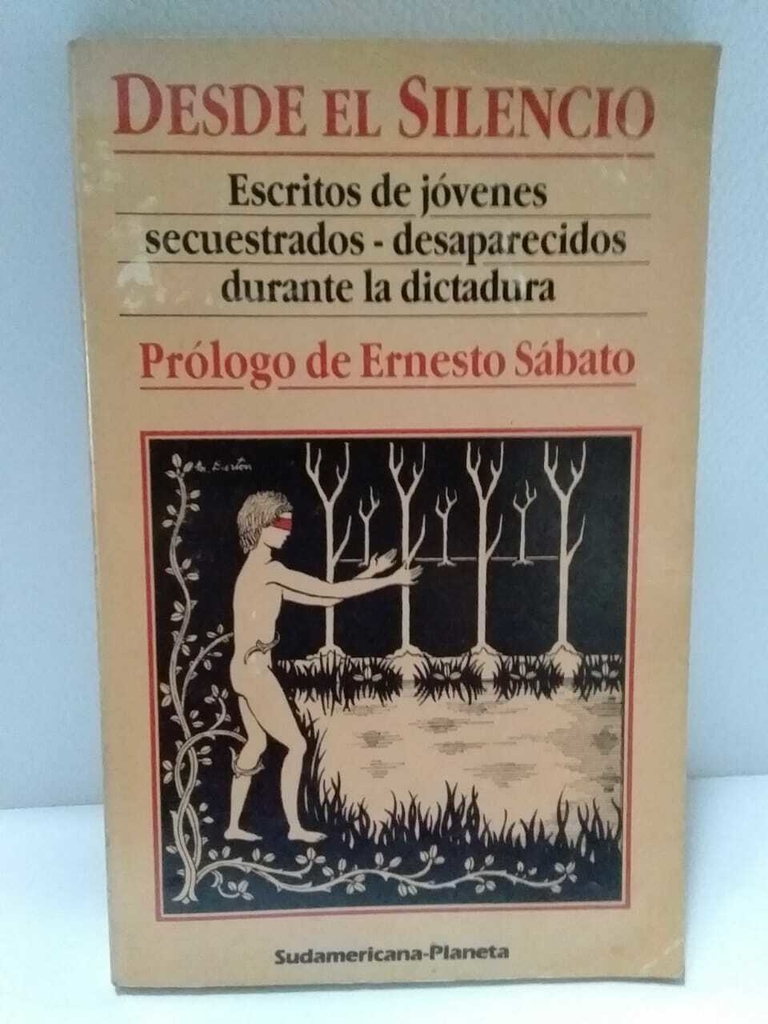 DESDE EL SILENCIO
Escritos de jóvenes
secuestrados - desaparecidos
durante la dictadura
Prólogo de Ernesto Sábato
Sudamericana-Planeta